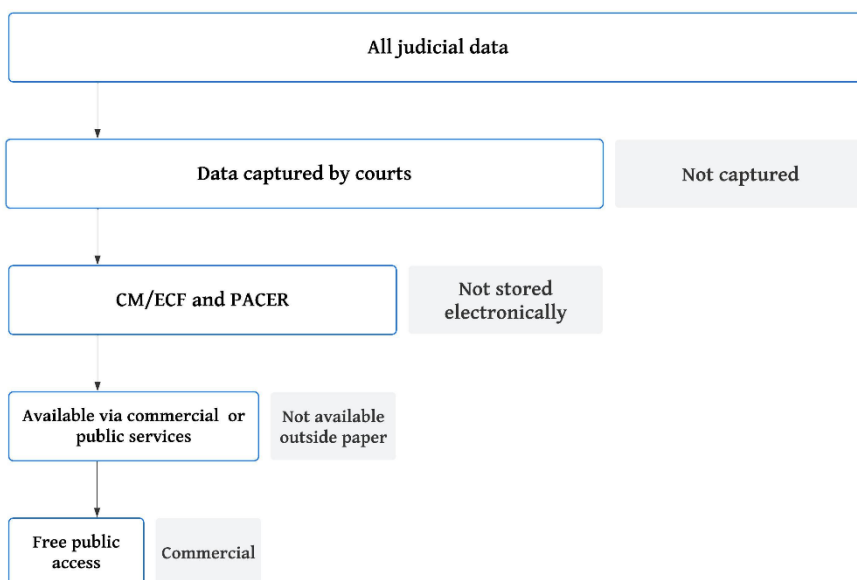 All judicial data
Data captured by courts
Not captured
CM/ECF and PACER
Not stored
electronically
Available via commercial or
public services
Not available
outside paper
Free public
access
Commercial